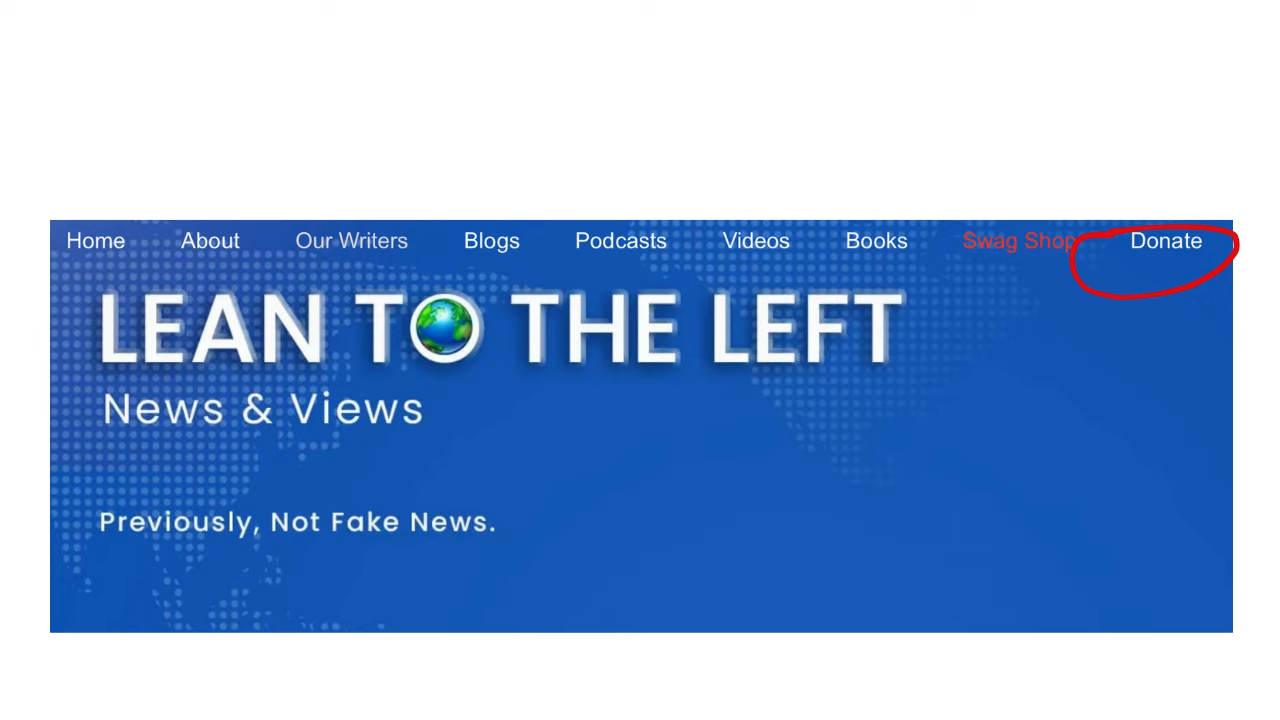 Home About Our Writers Blogs Podcasts Videos Books Swag Shop Donate
LEAN TO THE LEFT
News & Views
Previously, Not Fake News.